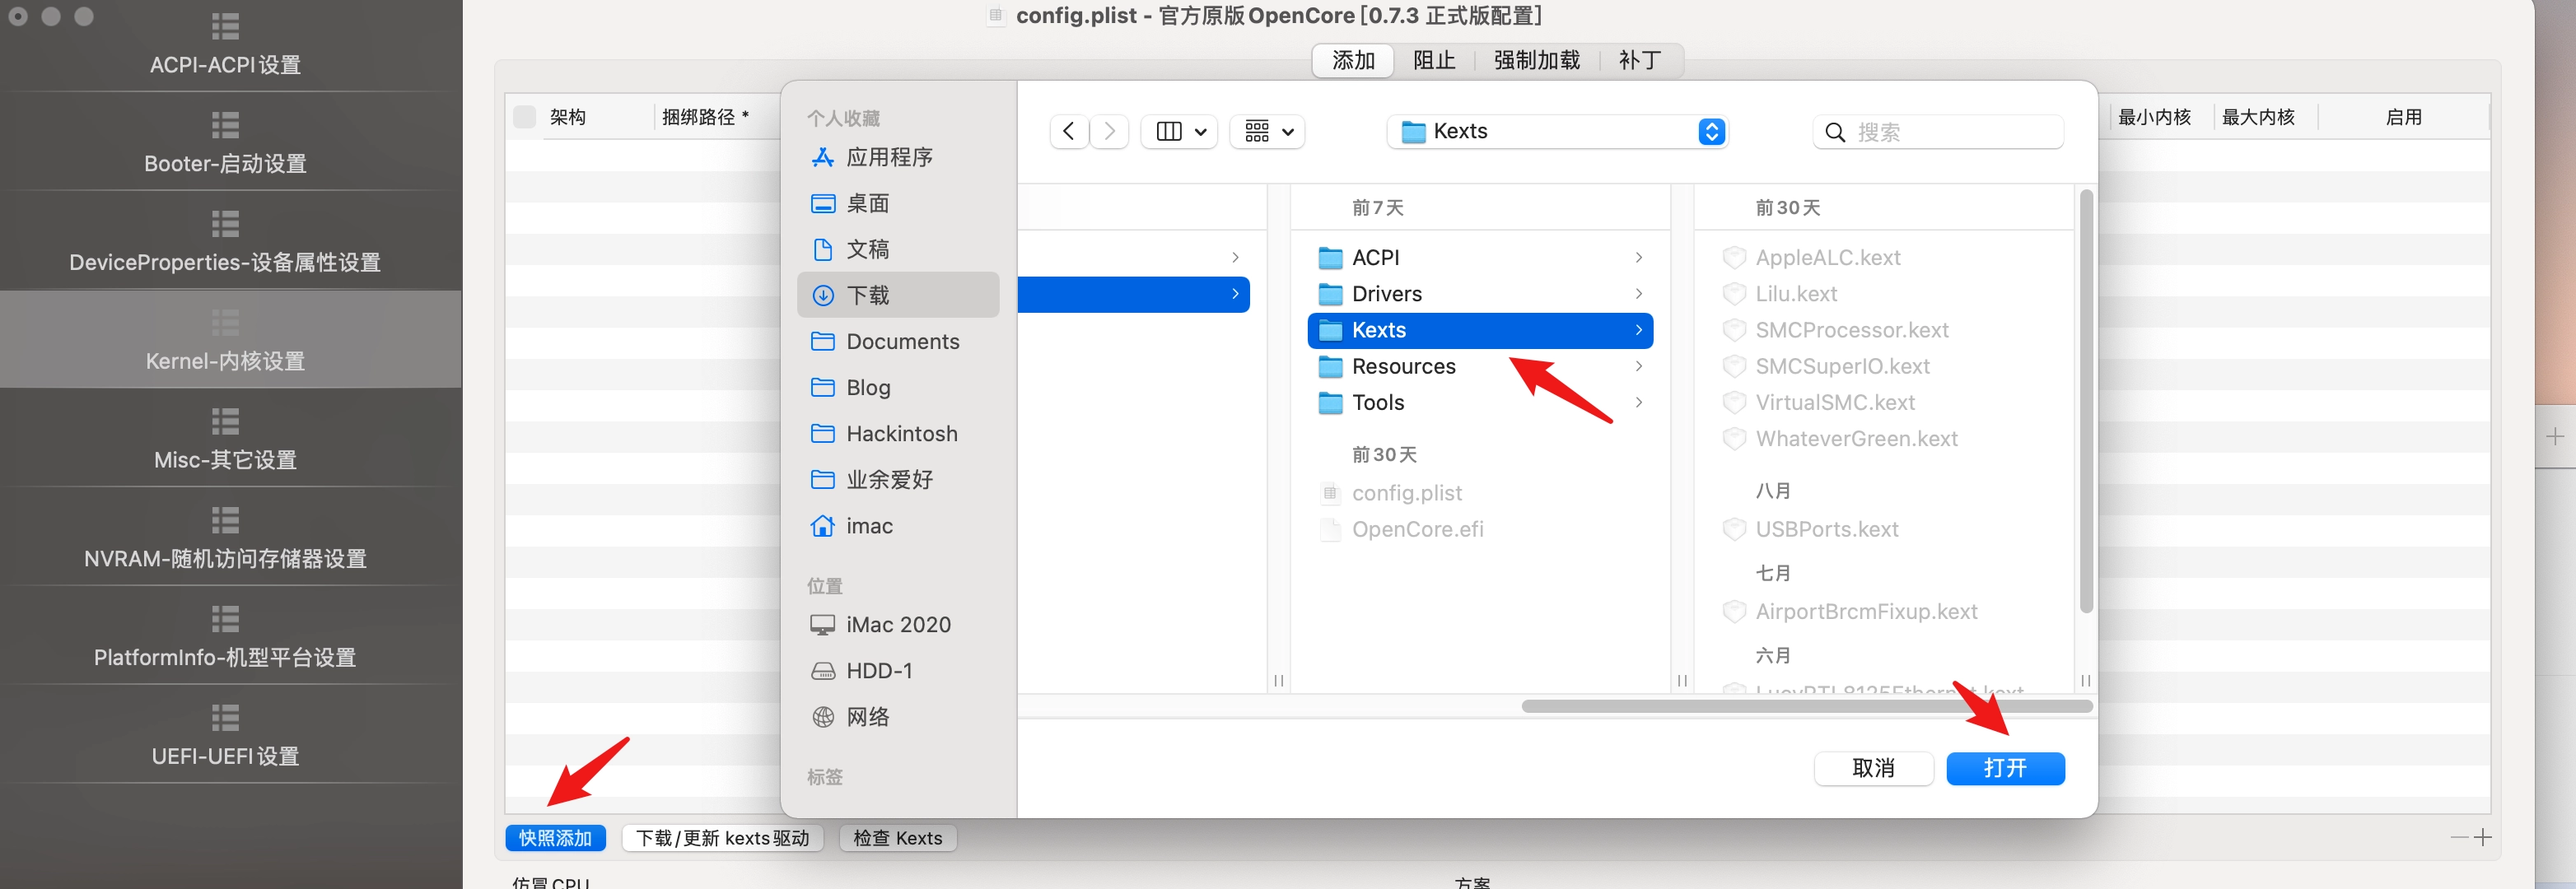 config.plist - 官方原版OpenCore[0.7.3 正式版配置]
ACPI-ACPI设置
Booter-启动设置
DeviceProperties-设备属性设置
Kernel-内核设置
Misc-其它设置
NVRAM-随机访问存储器设置
PlatformInfo-机型平台设置
UEFI-UEFI设置
添加 阻止 强制加载 补丁
架构 捆绑路径 * 最小内核 最大内核 启用
个人收藏
应用程序
桌面
文稿
下载
Documents
Blog
Hackintosh
业余爱好
imac
位置
iMac 2020
HDD-1
网络
标签
Kexts
搜索
前7天
ACPI
Drivers
Kexts
Resources
Tools
前30天
config.plist
OpenCore.efi
前30天
AppleALC.kext
Lilu.kext
SMCProcessor.kext
SMCSuperIO.kext
VirtualSMC.kext
WhateverGreen.kext
八月
USBPorts.kext
七月
AirportBrcmFixup.kext
六月
取消 打开
快照添加 下载/更新 kexts驱动 检查 Kexts
仿冒CPU 方案